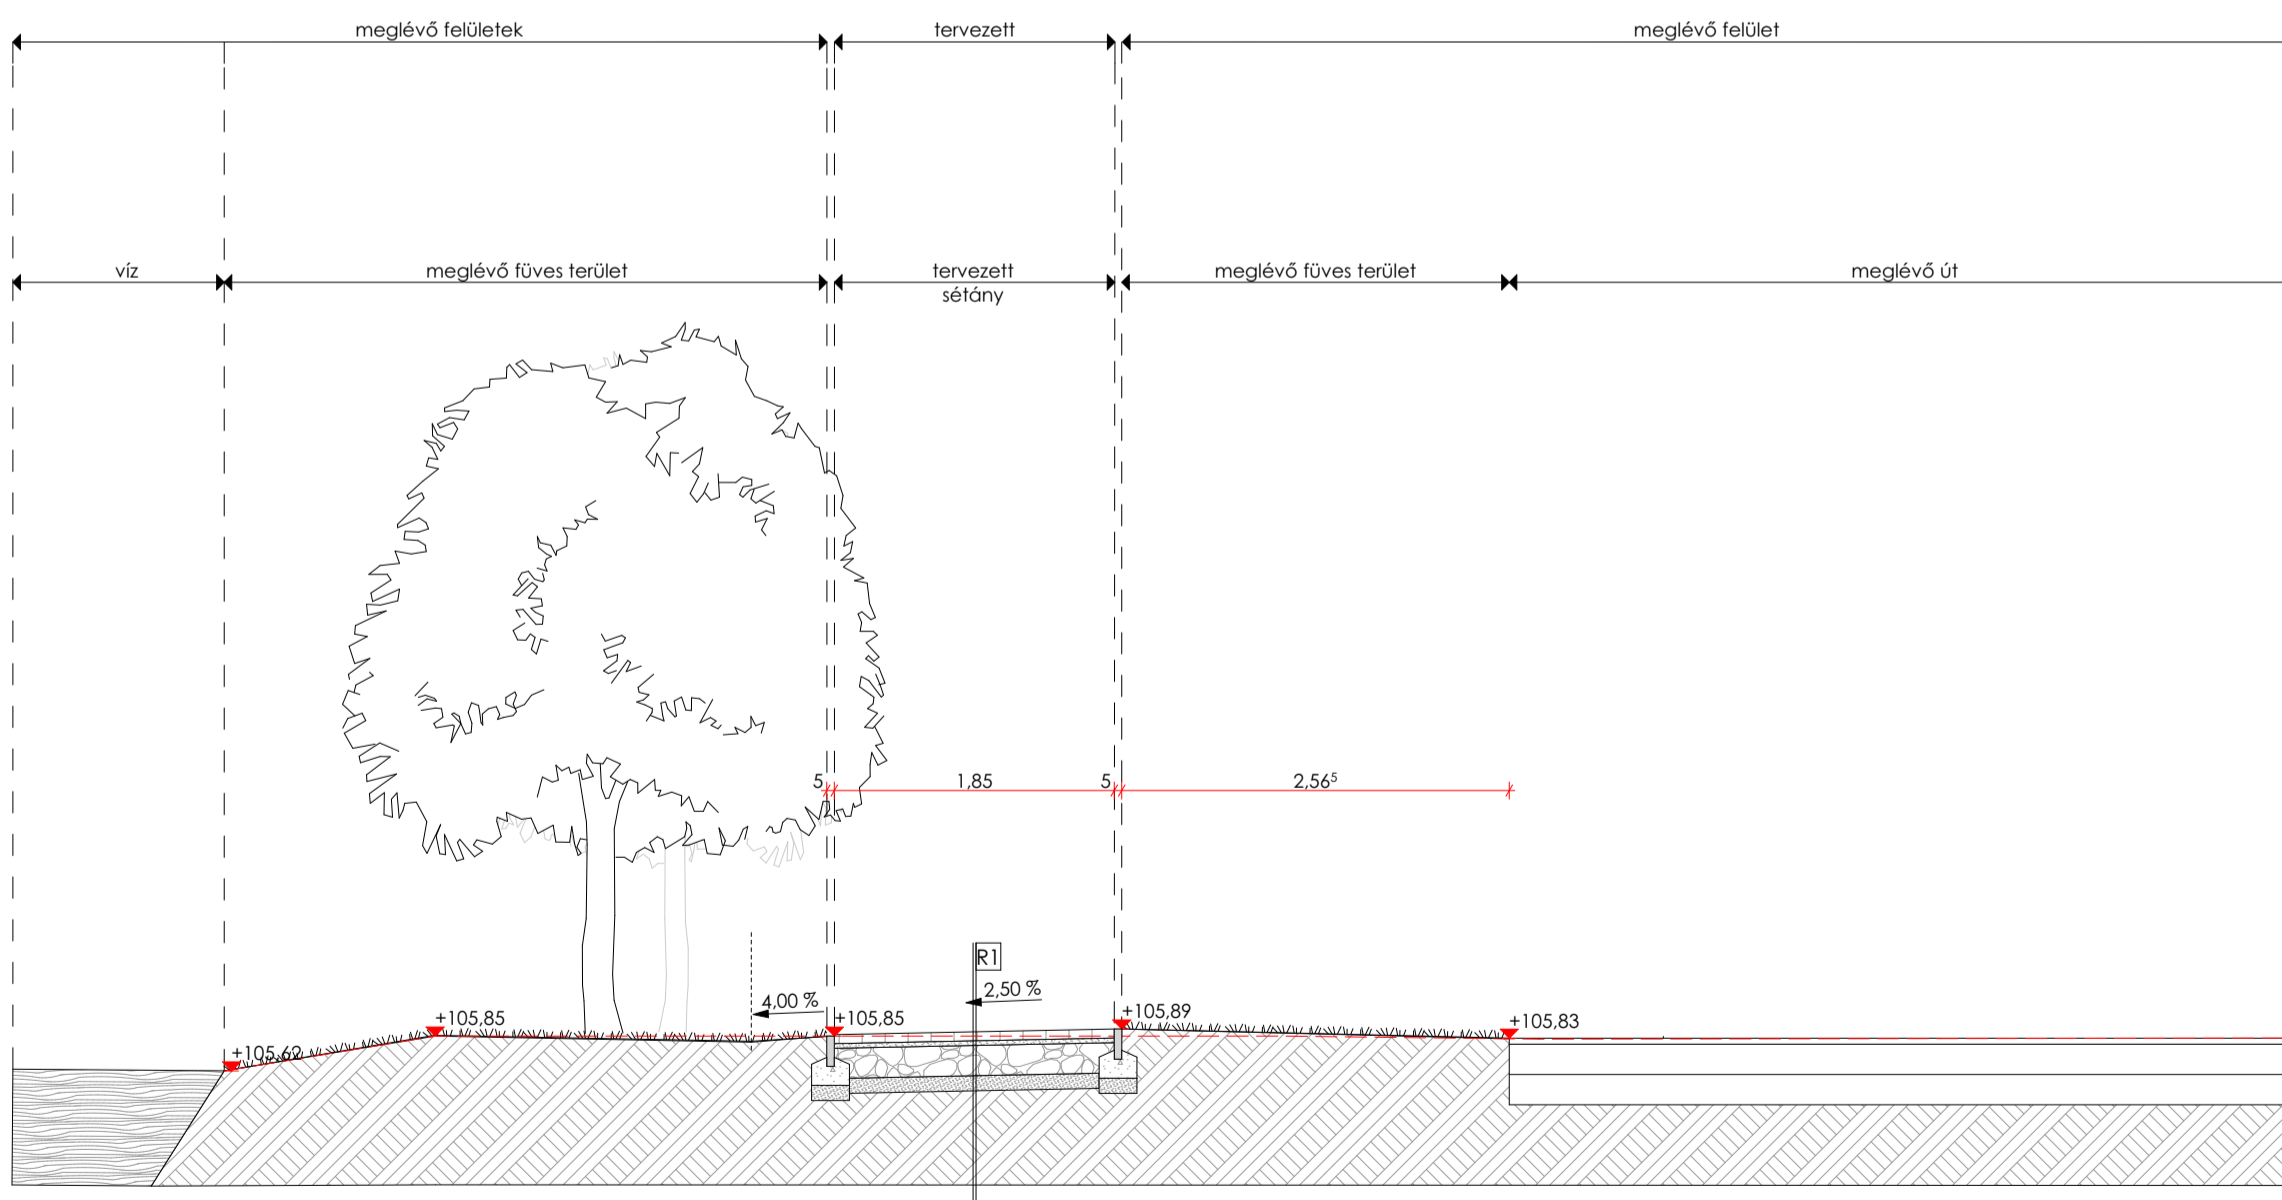 meglévő felületek
tervezett
meglévő felület
víz
meglévő füves terület
tervezett
sétány
meglévő füves terület
meglévő út
5
1,85
5
2,56⁵
R1
4,00 %
2,50 %
+105,62
+105,85
+105,85
+105,89
+105,83